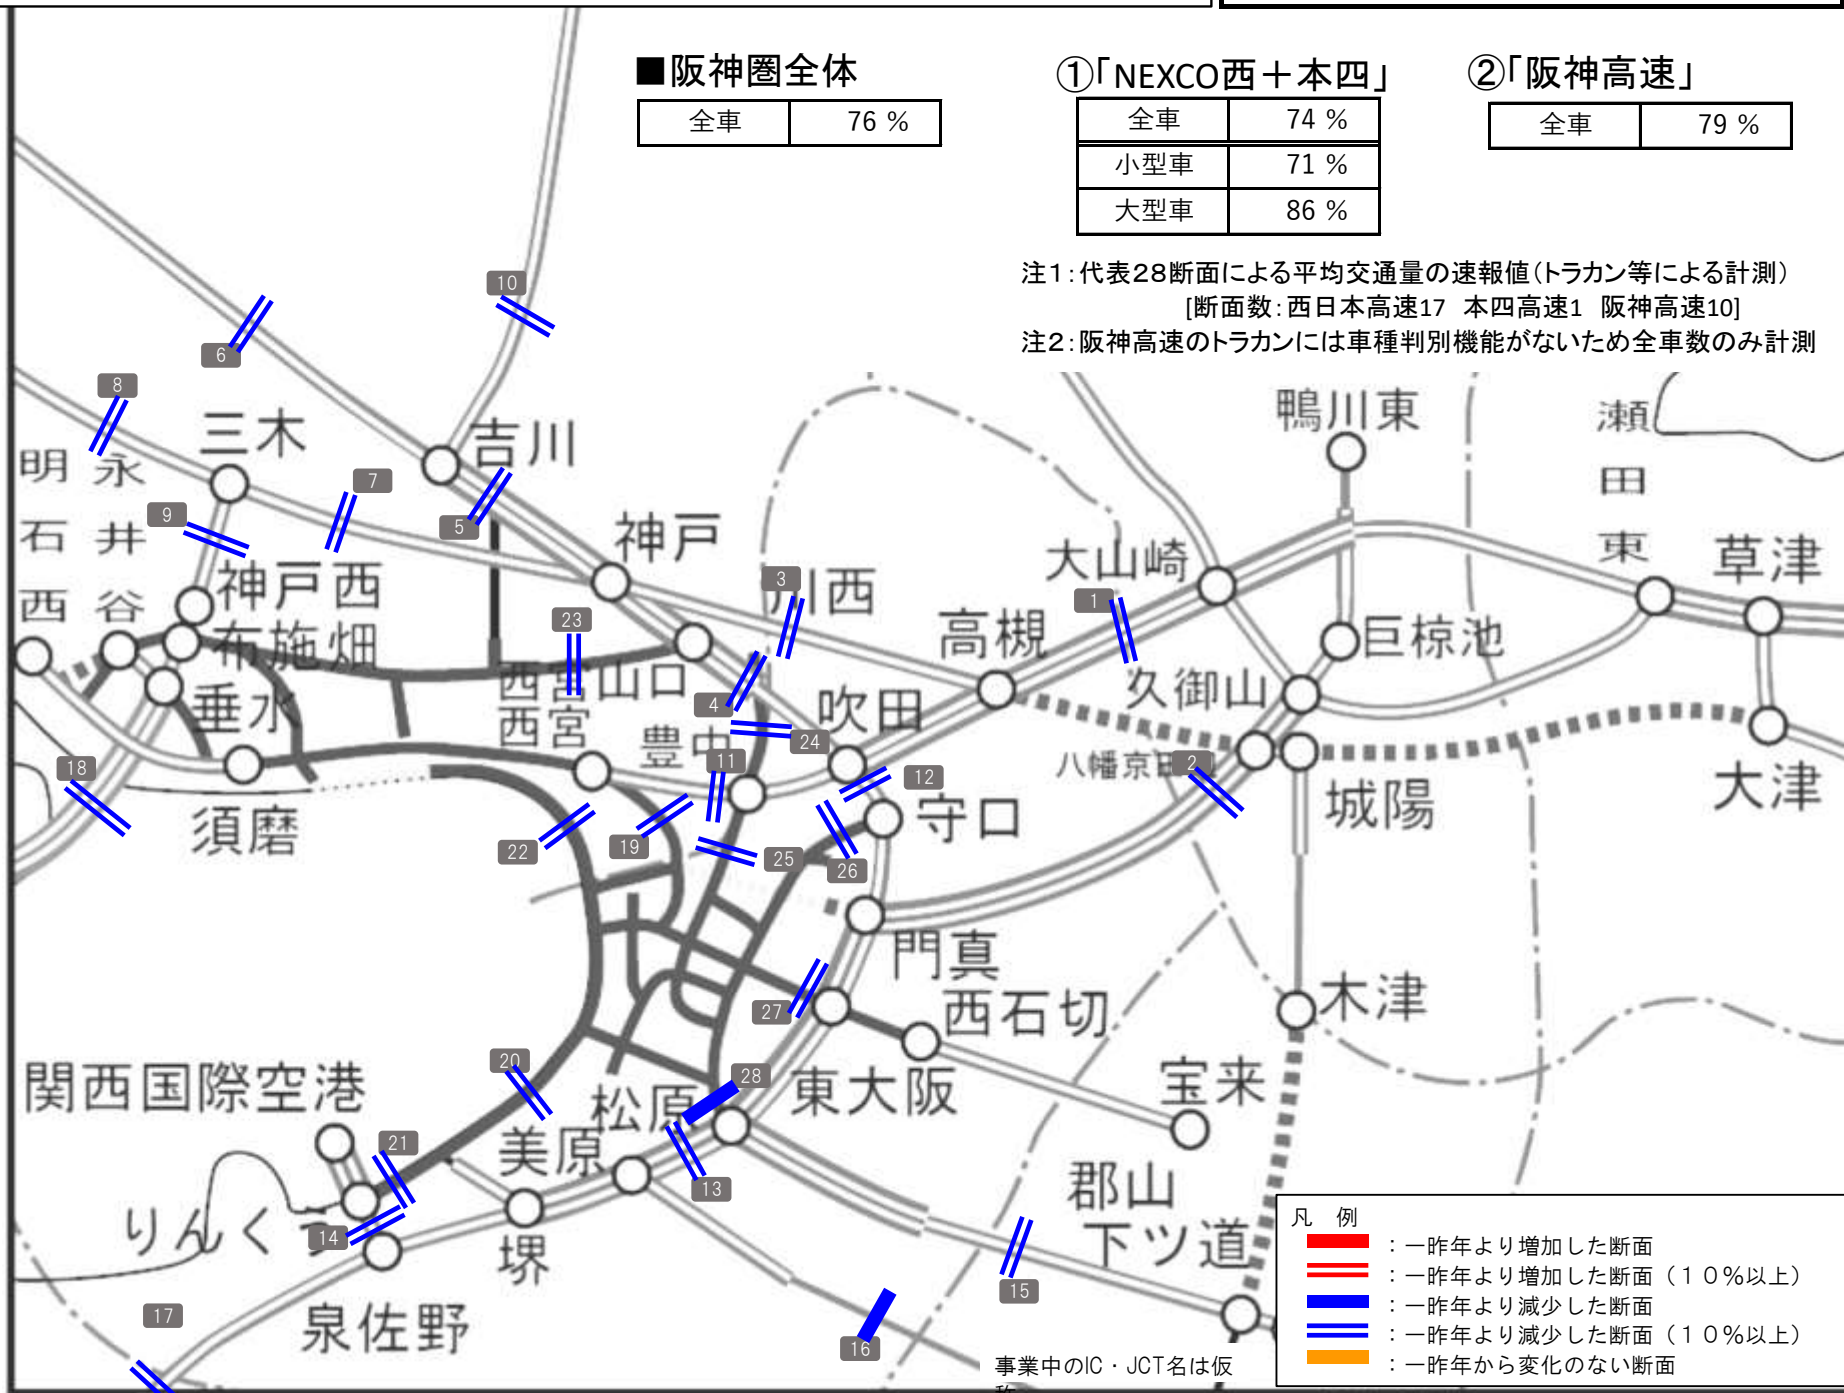 ■阪神圏全体
全車 76 %
①「NEXCO西＋本四」
全車 74 %
小型車 71 %
大型車 86 %
②「阪神高速」
全車 79 %
注1：代表28断面による平均交通量の速報値（トラカン等による計測）
[断面数：西日本高速17 本四高速1 阪神高速10]
注2：阪神高速のトラカンには車種判別機能がないため全車数のみ計測
10
6
8
三木
吉川
鴨川東
瀬田東
明石西
永井谷
7
9
5
神戸
大山崎
草津
神戸西
3
川西
1
布施畑
23
高槻
巨椋池
西宮山口
久御山
垂水
西宮
4
吹田
豊中
24
18
11
12
八幡京田
2
大津
須磨
守口
城陽
22
19
25
26
門真
西石切
木津
27
関西国際空港
20
28
松原
東大阪
宝来
21
美原
13
郡山
りんくう
14
堺
下ツ道
15
17
泉佐野
16
事業中のIC・JCT名は仮
称
凡 例
：一昨年より増加した断面
：一昨年より増加した断面（１０％以上）
：一昨年より減少した断面
：一昨年より減少した断面（１０％以上）
：一昨年から変化のない断面